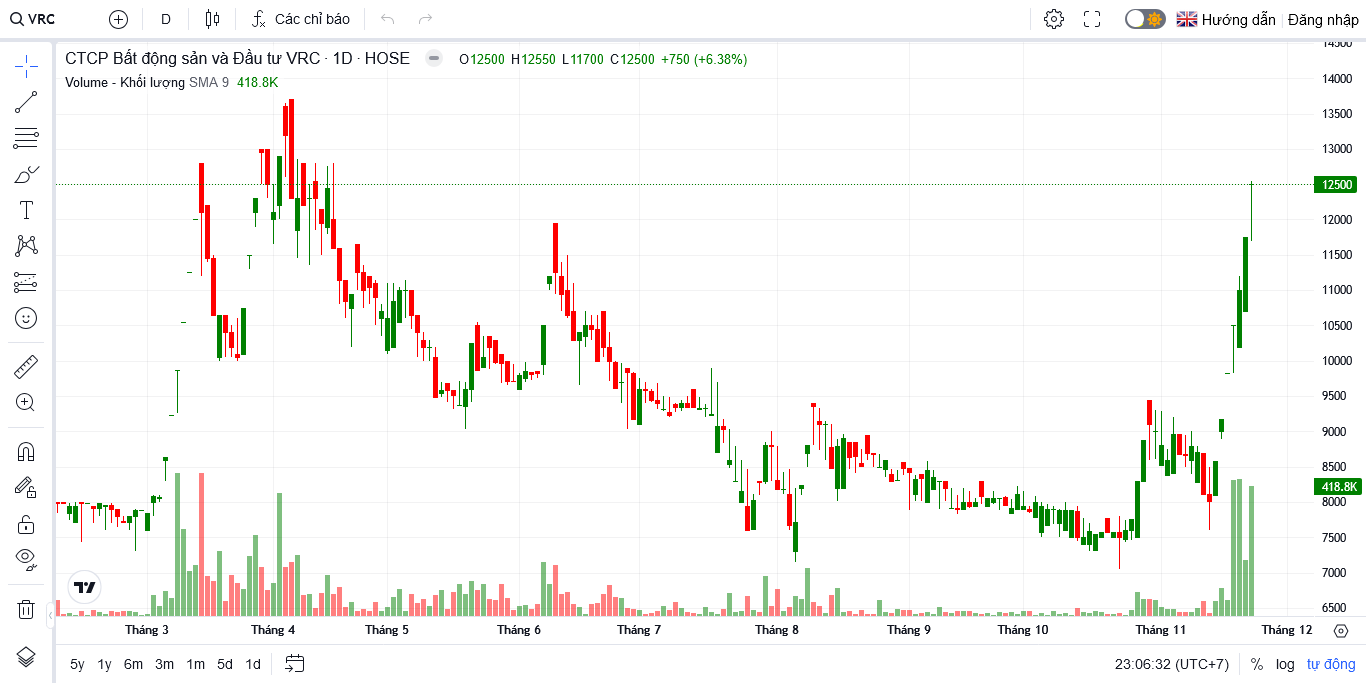 VRC D Các chỉ báo Hướng dẫn Đăng nhập
CTCP Bất động sản và Đầu tư VRC · 1D · HOSE O12500 H12550 L11700 C12500 +750 (+6.38%)
Volume - Khối lượng SMA 9 418.8K
14500
14000
13500
13000
12500
12000
11500
11000
10500
10000
9500
9000
8500
418.8K
8000
7500
7000
6500
Tháng 3 Tháng 4 Tháng 5 Tháng 6 Tháng 7 Tháng 8 Tháng 9 Tháng 10 Tháng 11 Tháng 12
5y 1y 6m 3m 1m 5d 1d 23:06:32 (UTC+7) % log tự động